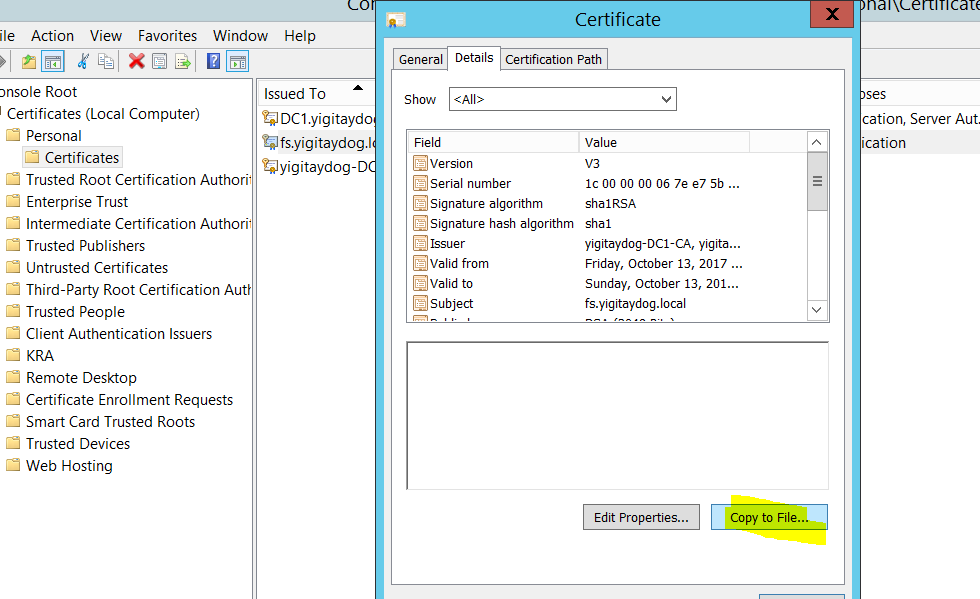 Certificate
onal\Certificate
ile Action View Favorites Window Help
onsole Root
Certificates (Local Computer)
Personal
Certificates
Trusted Root Certification Authori
Enterprise Trust
Intermediate Certification Authori
Trusted Publishers
Untrusted Certificates
Third-Party Root Certification Auth
Trusted People
Client Authentication Issuers
KRA
Remote Desktop
Certificate Enrollment Requests
Smart Card Trusted Roots
Trusted Devices
Web Hosting
Issued To
DC1.yigitaydog
fs.yigitaydog.lo
yigitaydog-DC
General Details Certification Path
Show <All>
Field Value
Version V3
Serial number 1c 00 00 00 06 7e e7 5b ...
Signature algorithm sha1RSA
Signature hash algorithm sha1
Issuer yigitaydog-DC1-CA, yigita...
Valid from Friday, October 13, 2017 ...
Valid to Sunday, October 13, 201...
Subject fs.yigitaydog.local
Edit Properties... Copy to File...
oses
cation, Server Aut
ication